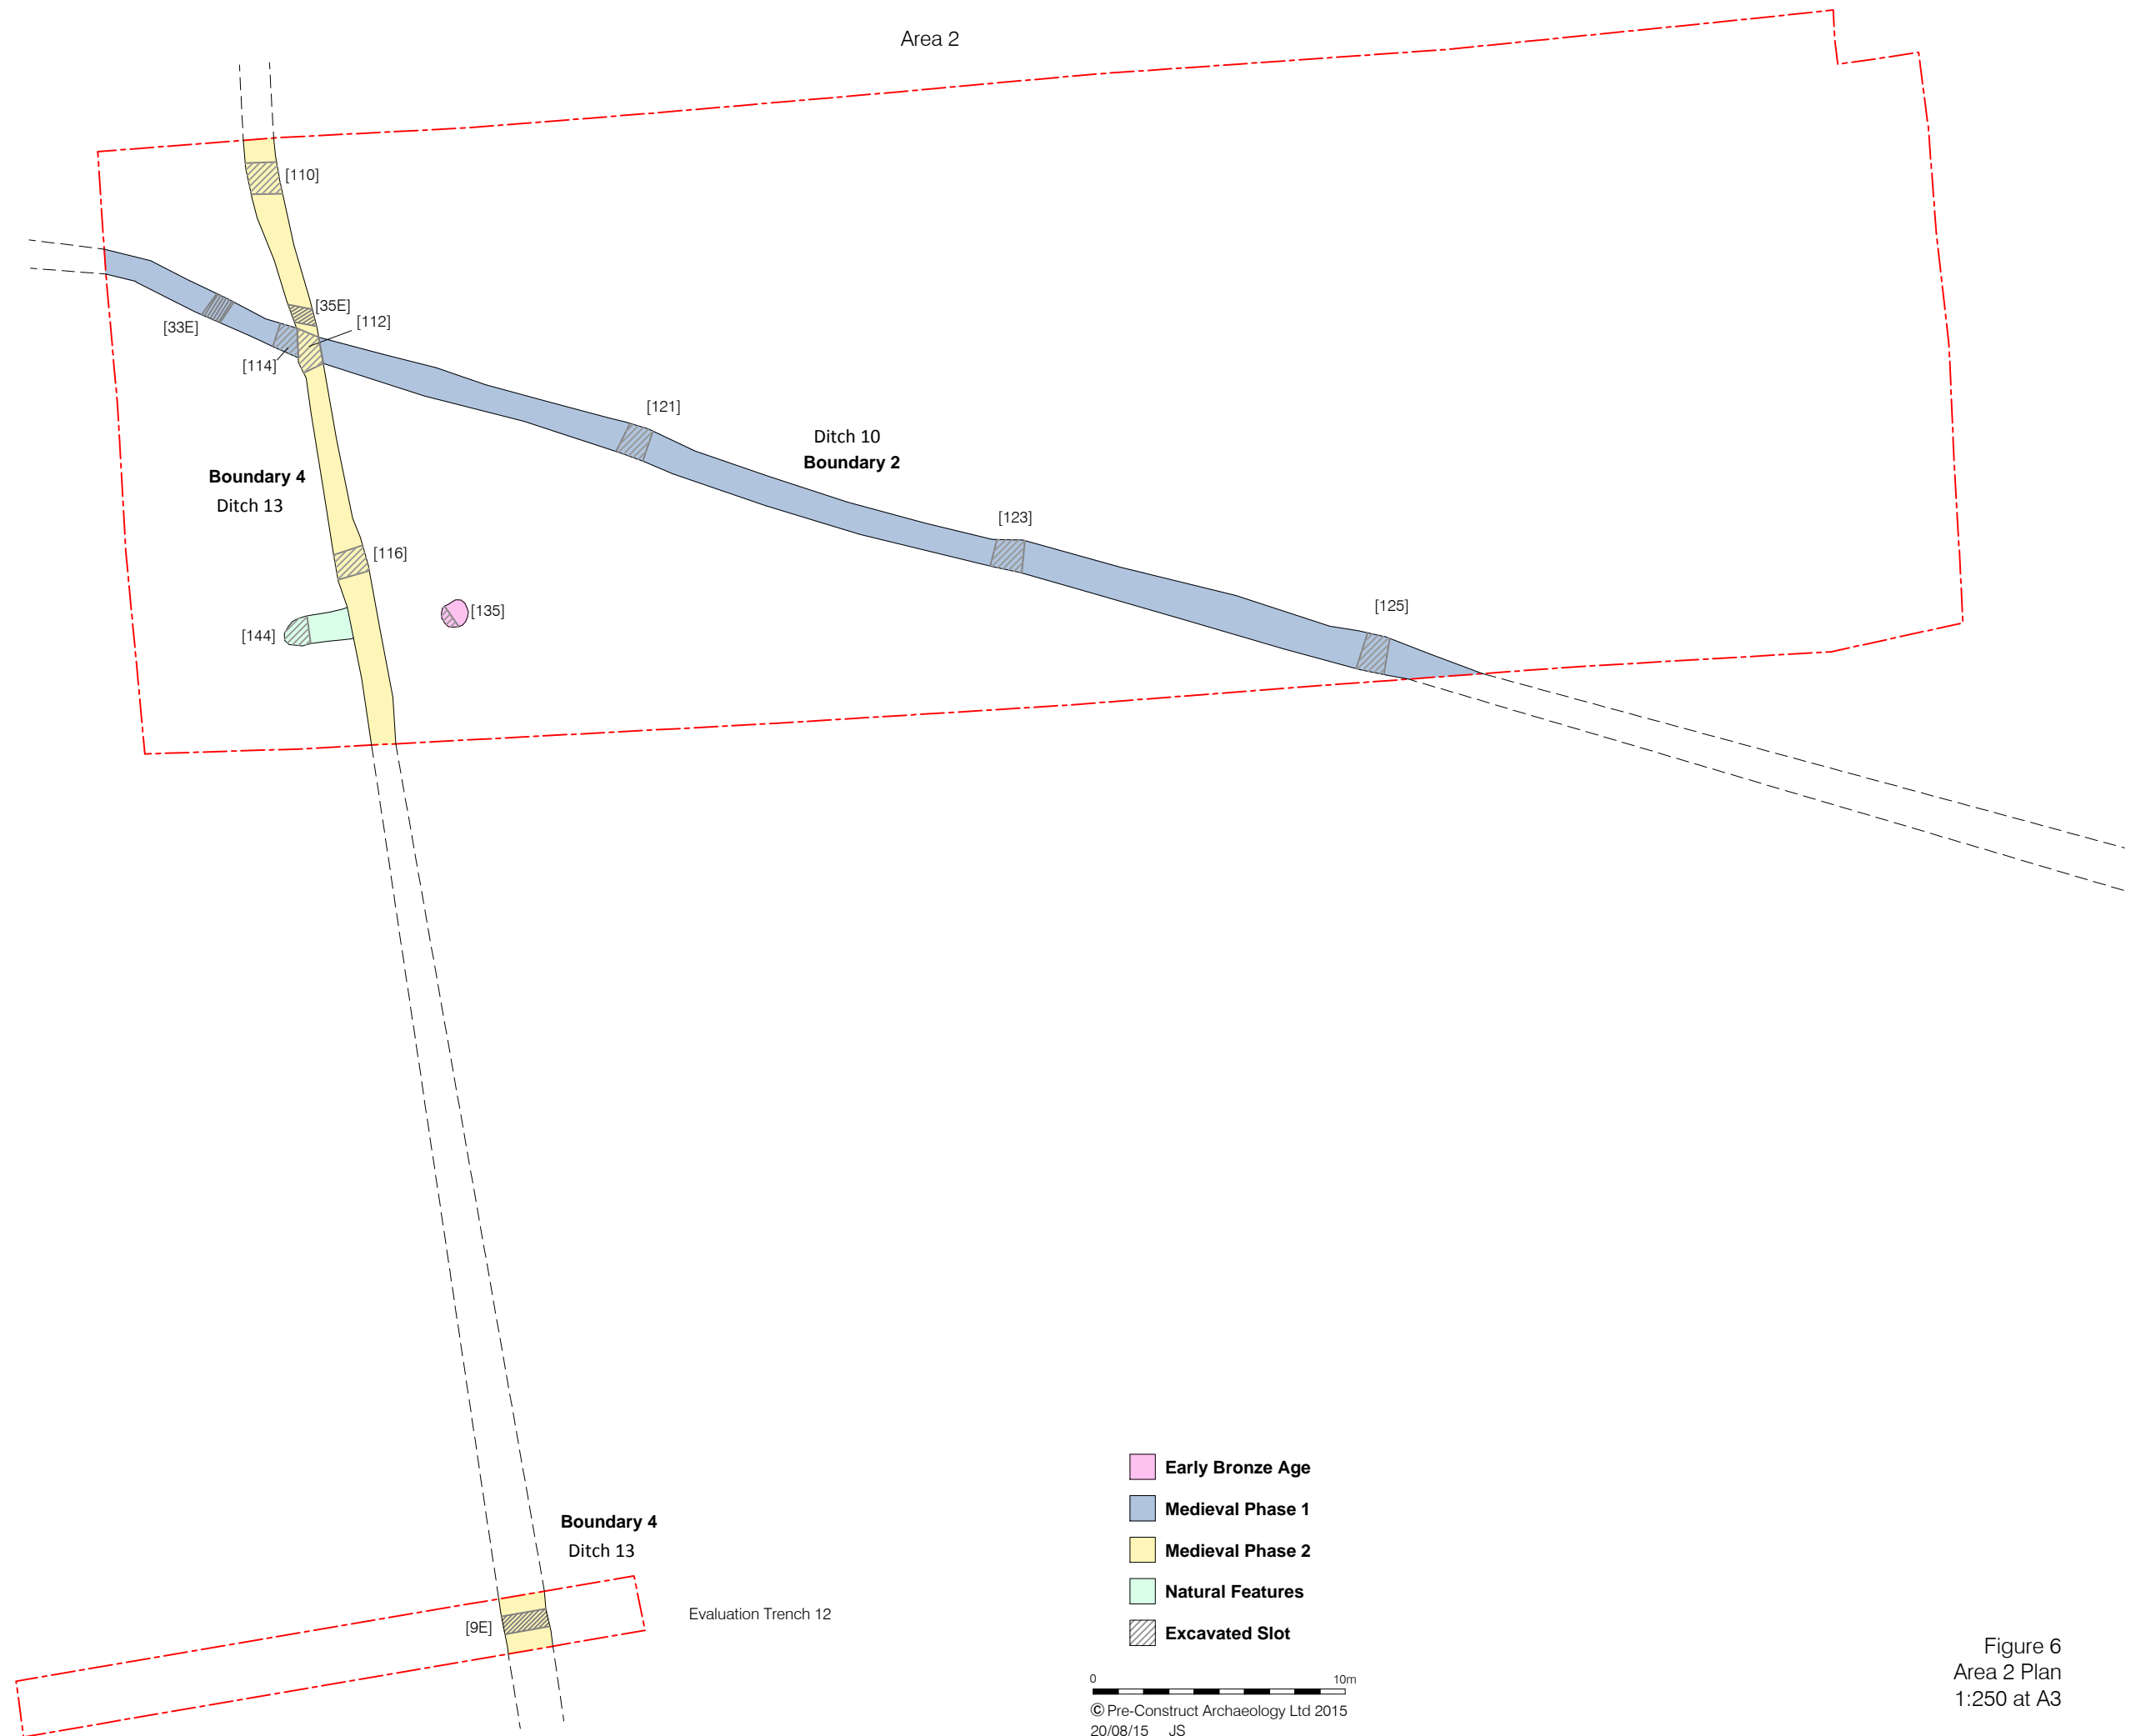 Area 2
[110]
[35E]
[112]
[33E]
[114]
[121]
Ditch 10
Boundary 2
Boundary 4
Ditch 13
[123]
[116]
[135]
[125]
[144]
Boundary 4
Ditch 13
Evaluation Trench 12
[9E]
Early Bronze Age
Medieval Phase 1
Medieval Phase 2
Natural Features
Excavated Slot
0 10m
© Pre-Construct Archaeology Ltd 2015
20/08/15 JS
Figure 6
Area 2 Plan
1:250 at A3